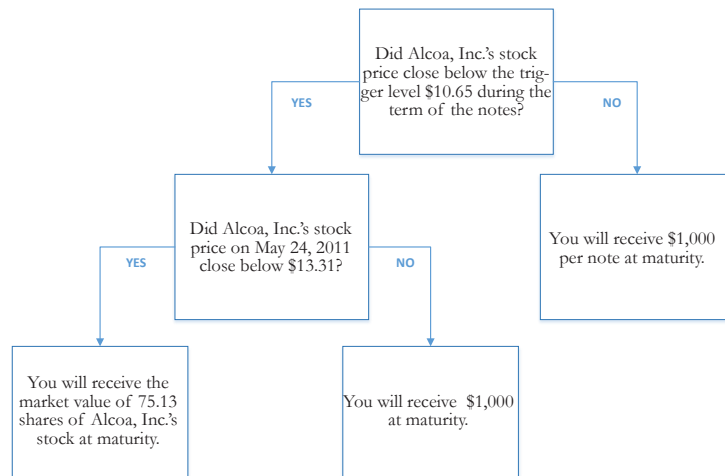 Did Alcoa, Inc.'s stock
price close below the trig-
ger level $10.65 during the
term of the notes?
YES
NO
Did Alcoa, Inc.'s stock
price on May 24, 2011
close below $13.31?
You will receive $1,000
per note at maturity.
YES
NO
You will receive the
market value of 75.13
shares of Alcoa, Inc.'s
stock at maturity.
You will receive $1,000
at maturity.